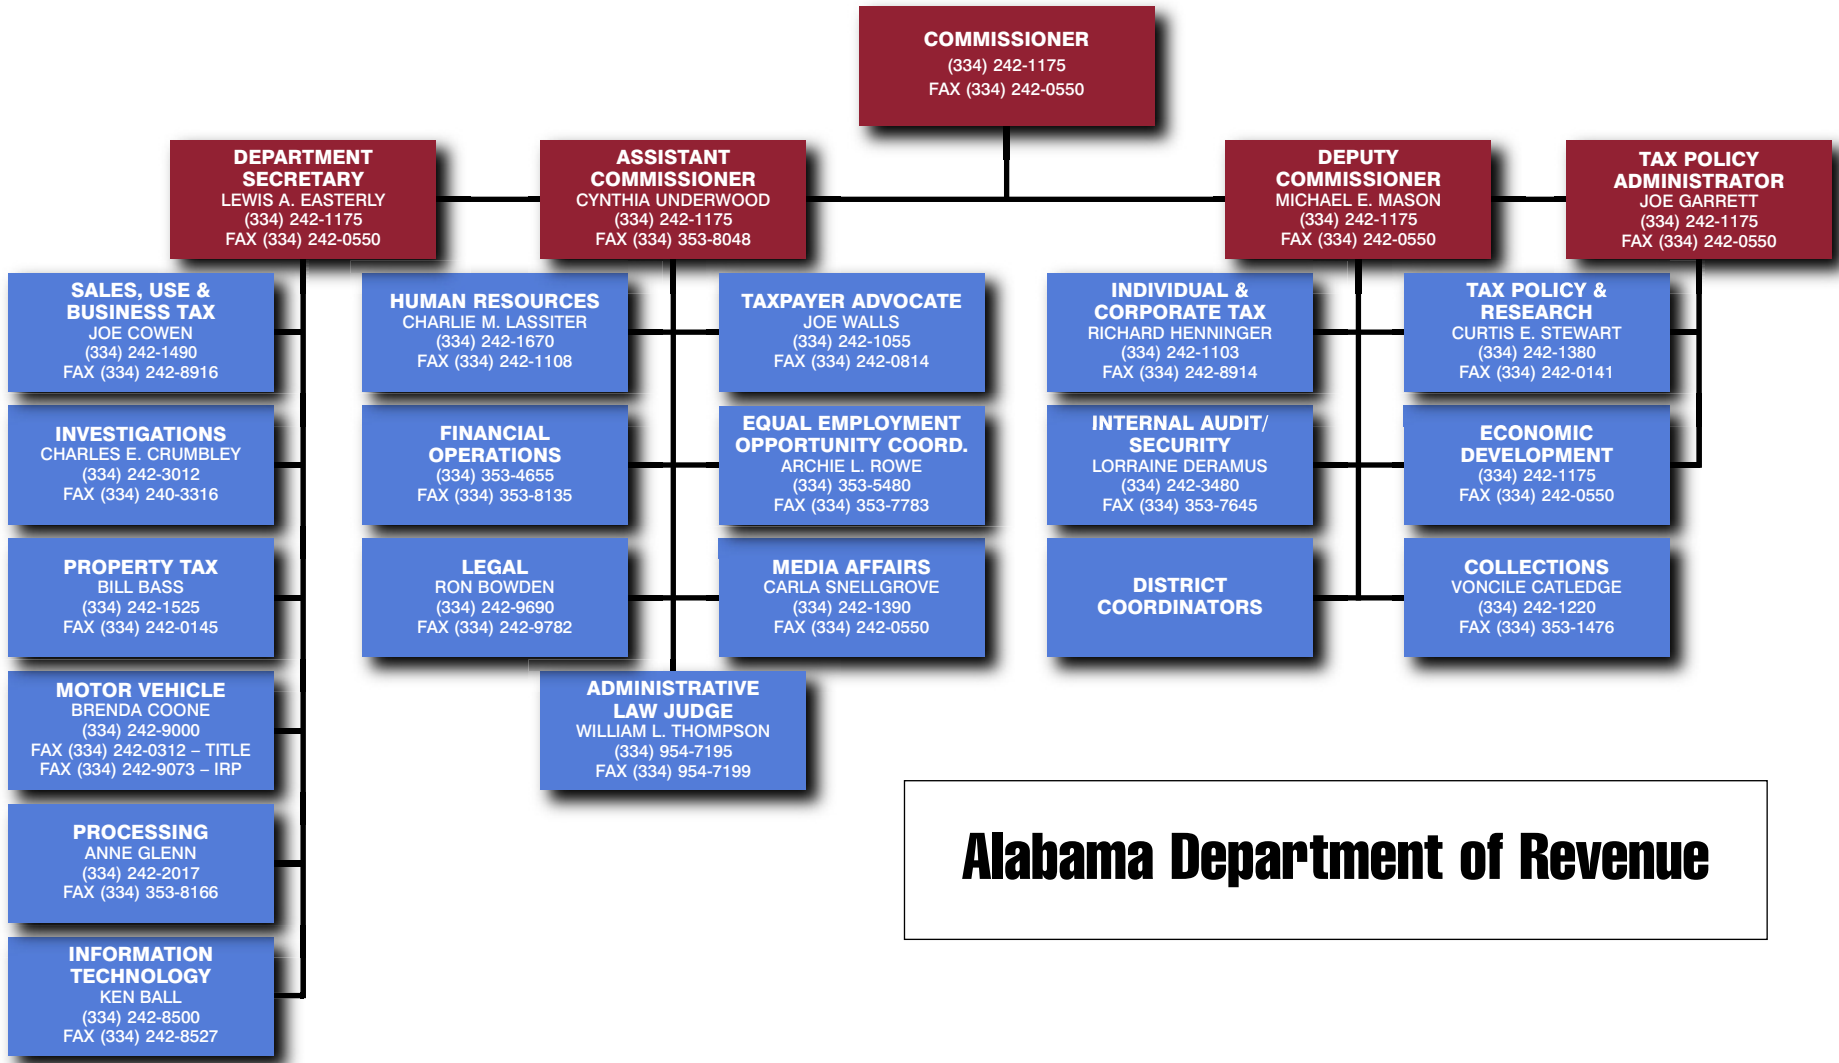 COMMISSIONER
(334) 242-1175
FAX (334) 242-0550
DEPARTMENT
SECRETARY
LEWIS A. EASTERLY
(334) 242-1175
FAX (334) 242-0550
ASSISTANT
COMMISSIONER
CYNTHIA UNDERWOOD
(334) 242-1175
FAX (334) 353-8048
DEPUTY
COMMISSIONER
MICHAEL E. MASON
(334) 242-1175
FAX (334) 242-0550
TAX POLICY
ADMINISTRATOR
JOE GARRETT
(334) 242-1175
FAX (334) 242-0550
SALES, USE &
BUSINESS TAX
JOE COWEN
(334) 242-1490
FAX (334) 242-8916
HUMAN RESOURCES
CHARLIE M. LASSITER
(334) 242-1670
FAX (334) 242-1108
TAXPAYER ADVOCATE
JOE WALLS
(334) 242-1055
FAX (334) 242-0814
INDIVIDUAL &
CORPORATE TAX
RICHARD HENNINGER
(334) 242-1103
FAX (334) 242-8914
TAX POLICY &
RESEARCH
CURTIS E. STEWART
(334) 242-1380
FAX (334) 242-0141
INVESTIGATIONS
CHARLES E. CRUMBLEY
(334) 242-3012
FAX (334) 240-3316
FINANCIAL
OPERATIONS
(334) 353-4655
FAX (334) 353-8135
EQUAL EMPLOYMENT
OPPORTUNITY COORD.
ARCHIE L. ROWE
(334) 353-5480
FAX (334) 353-7783
INTERNAL AUDIT/
SECURITY
LORRAINE DERAMUS
(334) 242-3480
FAX (334) 353-7645
ECONOMIC
DEVELOPMENT
(334) 242-1175
FAX (334) 242-0550
PROPERTY TAX
BILL BASS
(334) 242-1525
FAX (334) 242-0145
LEGAL
RON BOWDEN
(334) 242-9690
FAX (334) 242-9782
MEDIA AFFAIRS
CARLA SNELLGROVE
(334) 242-1390
FAX (334) 242-0550
DISTRICT
COORDINATORS
COLLECTIONS
VONCILE CATLEDGE
(334) 242-1220
FAX (334) 353-1476
MOTOR VEHICLE
BRENDA COONE
(334) 242-9000
FAX (334) 242-0312 – TITLE
FAX (334) 242-9073 – IRP
ADMINISTRATIVE
LAW JUDGE
WILLIAM L. THOMPSON
(334) 954-7195
FAX (334) 954-7199
PROCESSING
ANNE GLENN
(334) 242-2017
FAX (334) 353-8166
Alabama Department of Revenue
INFORMATION
TECHNOLOGY
KEN BALL
(334) 242-8500
FAX (334) 242-8527